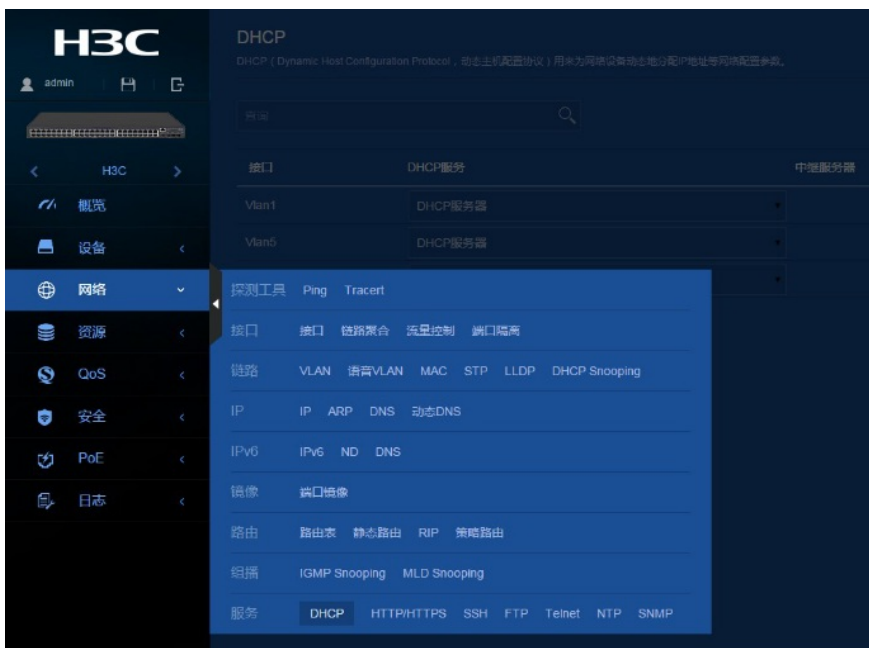 H3C
DHCP
DHCP ( Dynamic Host Configuration Protocol，动态主机配置协议 ) 用来为网络设备动态地分配IP地址等网络配置参数。
admin
查询
H3C
接口 DHCP服务 中继服务器
概览
Vlan1 DHCP服务器
设备
Vlan5 DHCP服务器
网络
探测工具 Ping Tracert
资源
接口 接口 链路聚合 流量控制 端口隔离
QoS
链路 VLAN 语音VLAN MAC STP LLDP DHCP Snooping
安全
IP IP ARP DNS 动态DNS
PoE
IPv6 IPv6 ND DNS
日志
镜像 端口镜像
路由 路由表 静态路由 RIP 策略路由
组播 IGMP Snooping MLD Snooping
服务 DHCP HTTP/HTTPS SSH FTP Telnet NTP SNMP